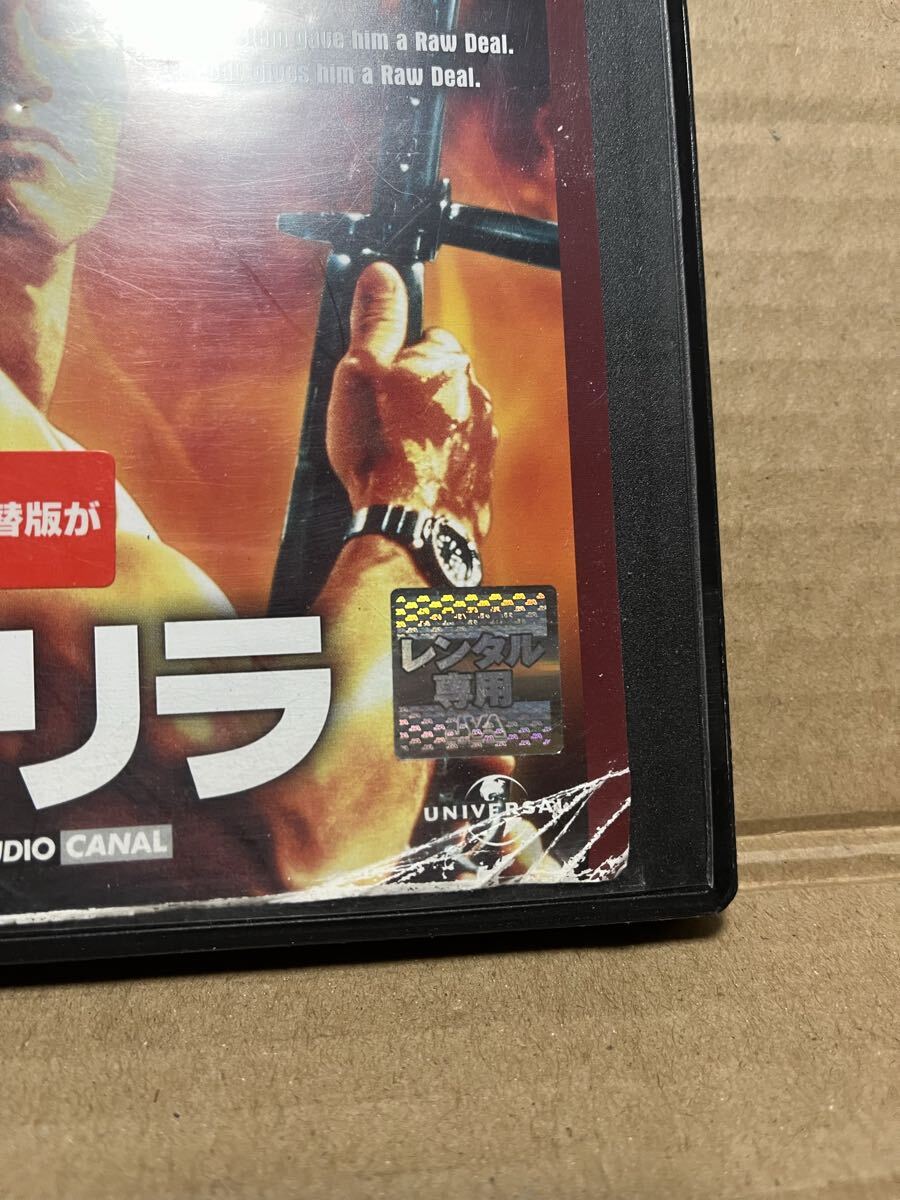 gave him a Raw Deal.
gives him a Raw Deal.
替版が
リラ
レンタル
専用
JVA
UNIVERSAL
UDIO CANAL